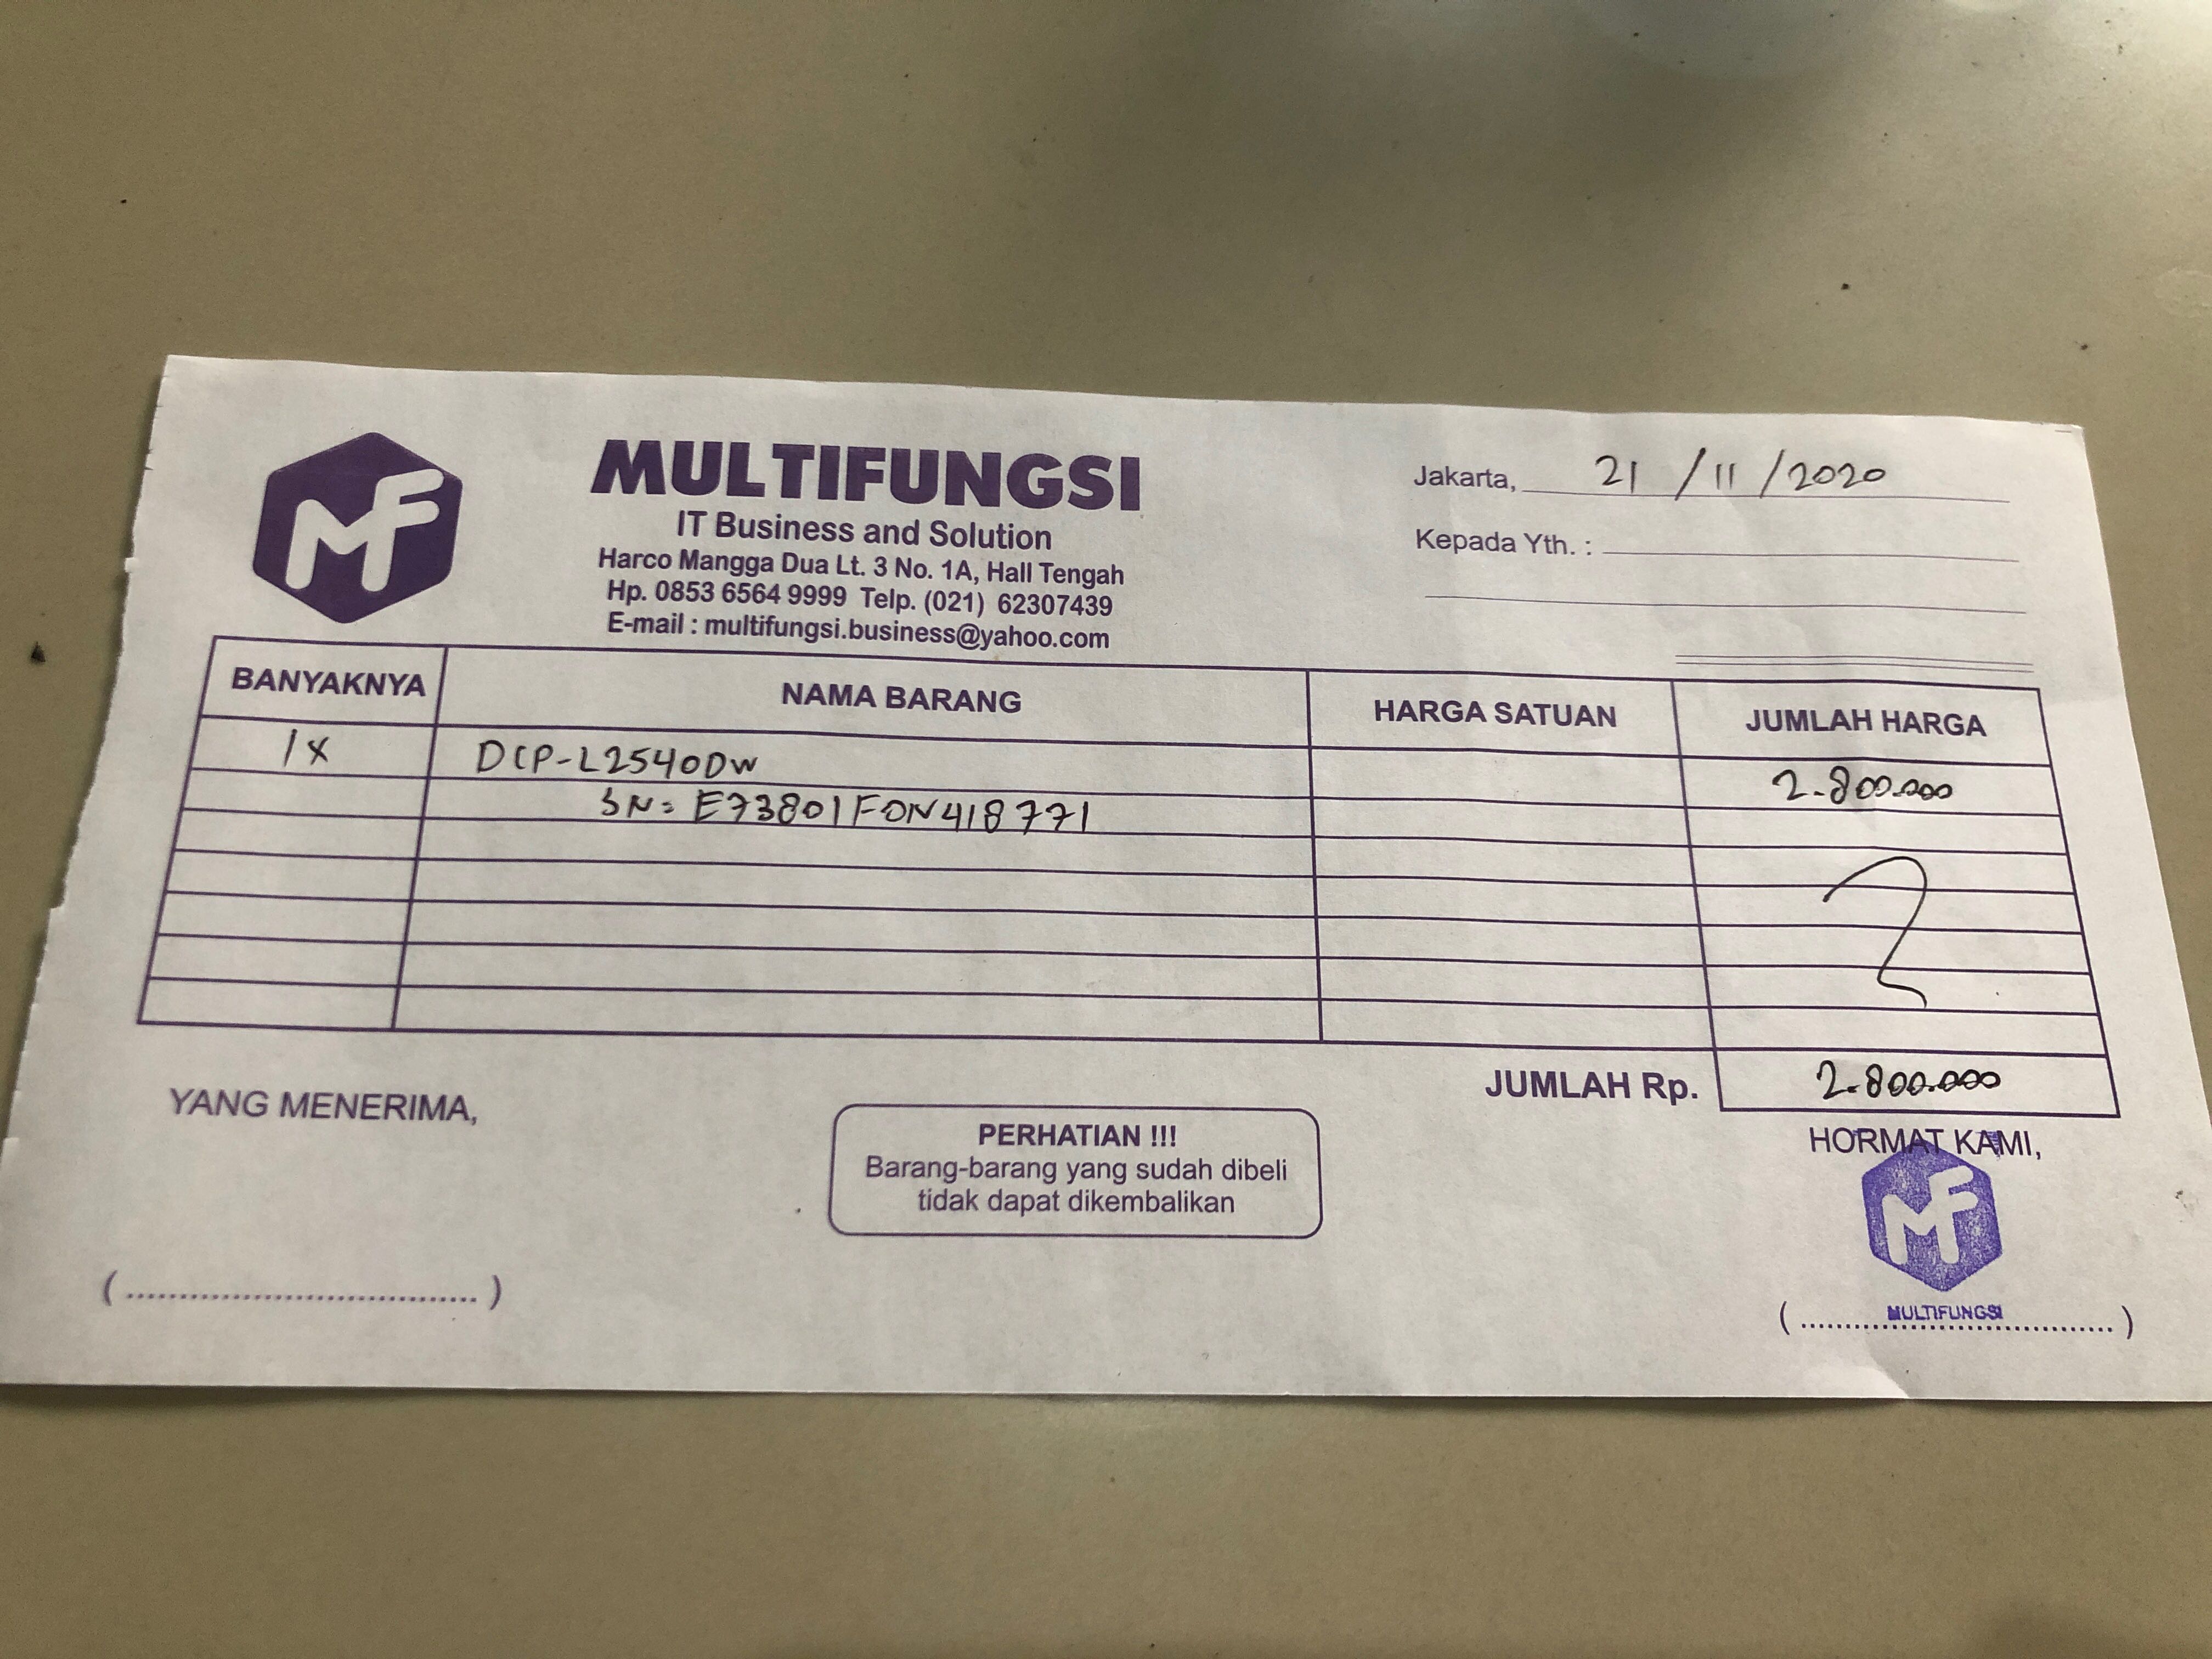 MF
MULTIFUNGSI
IT Business and Solution
Harco Mangga Dua Lt. 3 No. 1A, Hall Tengah
Hp. 0853 6564 9999 Telp. (021) 62307439
E-mail : multifungsi.business@yahoo.com
Jakarta, 21 / 11 / 2020
Kepada Yth. :
BANYAKNYA NAMA BARANG HARGA SATUAN JUMLAH HARGA
1x DCP-L2540DW 2.800.000
SN= E73801F0N418771
JUMLAH Rp. 2.800.000
YANG MENERIMA,
PERHATIAN !!!
Barang-barang yang sudah dibeli
tidak dapat dikembalikan
HORMAT KAMI,
MF
MULTIFUNGSI
(....................................)
(....................................)